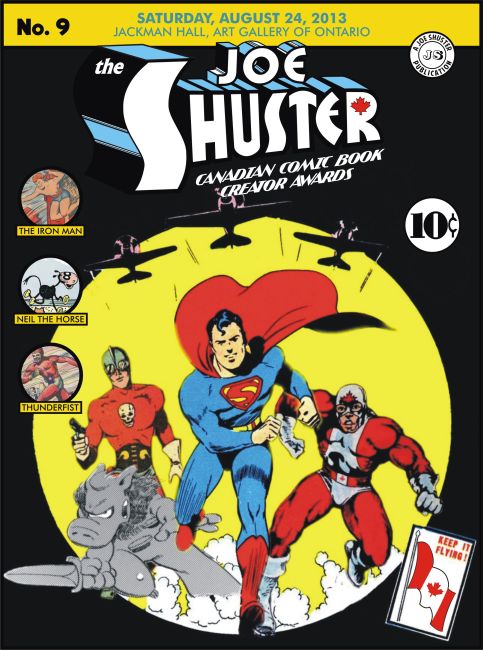 No. 9
SATURDAY, AUGUST 24, 2013
JACKMAN HALL, ART GALLERY OF ONTARIO
A JOE SHUSTER
JS
PUBLICATION
the
JOE
SHUSTER
CANADIAN COMIC BOOK
CREATOR AWARDS
10¢
THE IRON MAN
NEIL THE HORSE
THUNDERFIST
S
KEEP IT
FLYING!